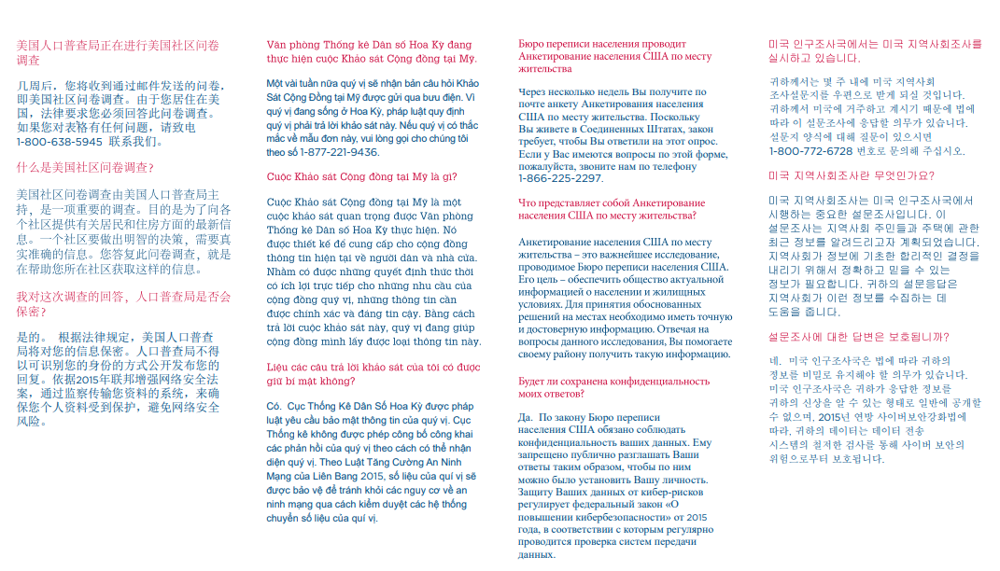 美国人口普查局正在进行美国社区问卷
调查
几周后，您将收到通过邮件发送的问卷，
即美国社区问卷调查。由于您居住在美
国，法律要求您必须回答此问卷调查。
如果您对表格有任何问题，请致电
1-800-638-5945 联系我们。
什么是美国社区问卷调查?
美国社区问卷调查由美国人口普查局主
持，是一项重要的调查。目的是为了向各
个社区提供有关居民和住房方面的最新信
息。一个社区要做出明智的决策，需要真
实准确的信息。您答复此问卷调查，就是
在帮助您所在社区获取这样的信息。
我对这次调查的回答，人口普查局是否会
保密?
是的。 根据法律规定，美国人口普查
局将对您的信息保密。人口普查局不得
以可识别您的身份的方式公开发布您的
回复。依据2015年联邦增强网络安全法
案，通过监察传输您资料的系统，来确
保您个人资料受到保护，避免网络安全
风险。
Văn phòng Thống kê Dân số Hoa Kỳ đang
thực hiện cuộc Khảo sát Cộng đồng tại Mỹ.
Một vài tuần nữa quý vị sẽ nhận bản câu hỏi Khảo
Sát Cộng Đồng tại Mỹ được gửi qua bưu điện. Vì
quý vị đang sống ở Hoa Kỳ, pháp luật quy định
quý vị phải trả lời khảo sát này. Nếu quý vị có thắc
mắc về mẫu đơn này, vui lòng gọi cho chúng tôi
theo số 1-877-221-9436.
Cuộc Khảo sát Cộng đồng tại Mỹ là gì?
Cuộc Khảo sát Cộng đồng tại Mỹ là một
cuộc khảo sát quan trọng được Văn phòng
Thống kê Dân số Hoa Kỳ thực hiện. Nó
được thiết kế để cung cấp cho cộng đồng
thông tin hiện tại về người dân và nhà cửa.
Nhằm có được những quyết định thức thời
có ích lợi trực tiếp cho những nhu cầu của
cộng đồng quý vị, những thông tin cần
được chính xác và đáng tin cậy. Bằng cách
trả lời cuộc khảo sát này, quý vị đang giúp
cộng đồng mình lấy được loại thông tin này.
Liệu các câu trả lời khảo sát của tôi có được
giữ bí mật không?
Có.  Cục Thống Kê Dân Số Hoa Kỳ được pháp
luật yêu cầu bảo mật thông tin của quý vị. Cục
Thống kê không được phép công bố công khai
các phản hồi của quý vị theo cách có thể nhận
diện quý vị. Theo Luật Tăng Cường An Ninh
Mạng của Liên Bang 2015, số liệu của quí vị sẽ
được bảo vệ để tránh khỏi các nguy cơ về an
ninh mạng qua cách kiểm duyệt các hệ thống
chuyển số liệu của quí vị.
Бюро переписи населения проводит
Анкетирование населения США по месту
жительства
Через несколько недель Вы получите по
почте анкету Анкетирования населения
США по месту жительства. Поскольку
Вы живете в Соединенных Штатах, закон
требует, чтобы Вы ответили на этот опрос.
Если у Вас имеются вопросы по этой форме,
пожалуйста, звоните нам по телефону
1-866-225-2297.
Что представляет собой Анкетирование
населения США по месту жительства?
Анкетирование населения США по месту
жительства – это важнейшее исследование,
проводимое Бюро переписи населения США.
Его цель – обеспечить общество актуальной
информацией о населении и жилищных
условиях. Для принятия обоснованных
решений на местах необходимо иметь точную
и достоверную информацию. Отвечая на
вопросы данного исследования, Вы помогаете
своему району получить такую информацию.
Будет ли сохранена конфиденциальность
моих ответов?
Да.  По закону Бюро переписи
населения США обязано соблюдать
конфиденциальность ваших данных. Ему
запрещено публично разглашать Ваши
ответы таким образом, чтобы по ним
можно было установить Вашу личность.
Защиту Ваших данных от кибер-рисков
регулирует федеральный закон «О
повышении кибербезопасности» от 2015
года, в соответствии с которым регулярно
проводится проверка систем передачи
данных.
미국 인구조사국에서는 미국 지역사회조사를
실시하고 있습니다.
귀하께서는 몇 주 내에 미국 지역사회
조사설문지를 우편으로 받게 되실 것입니다.
귀하께서 미국에 거주하고 계시기 때문에 법에
따라 이 설문조사에 응답할 의무가 있습니다.
설문지 양식에 대해 질문이 있으시면
1-800-772-6728 번호로 문의해 주십시오.
미국 지역사회조사란 무엇인가요?
미국 지역사회조사는 미국 인구조사국에서
시행하는 중요한 설문조사입니다. 이
설문조사는 지역사회 주민들과 주택에 관한
최근 정보를 알려드리고자 계획되었습니다.
지역사회가 정보에 기초한 합리적인 결정을
내리기 위해서 정확하고 믿을 수 있는
정보가 필요합니다. 귀하의 설문응답은
지역사회가 이런 정보를 수집하는 데
도움을 줍니다.
설문조사에 대한 답변은 보호됩니까?
네.  미국 인구조사국은 법에 따라 귀하의
정보를 비밀로 유지해야 할 의무가 있습니다.
미국 인구조사국은 귀하가 응답한 정보를
귀하의 신상을 알 수 있는 형태로 일반에 공개할
수 없으며, 2015년 연방 사이버보안강화법에
따라, 귀하의 데이터는 데이터 전송
시스템의 철저한 검사를 통해 사이버 보안의
위험으로부터 보호됩니다.